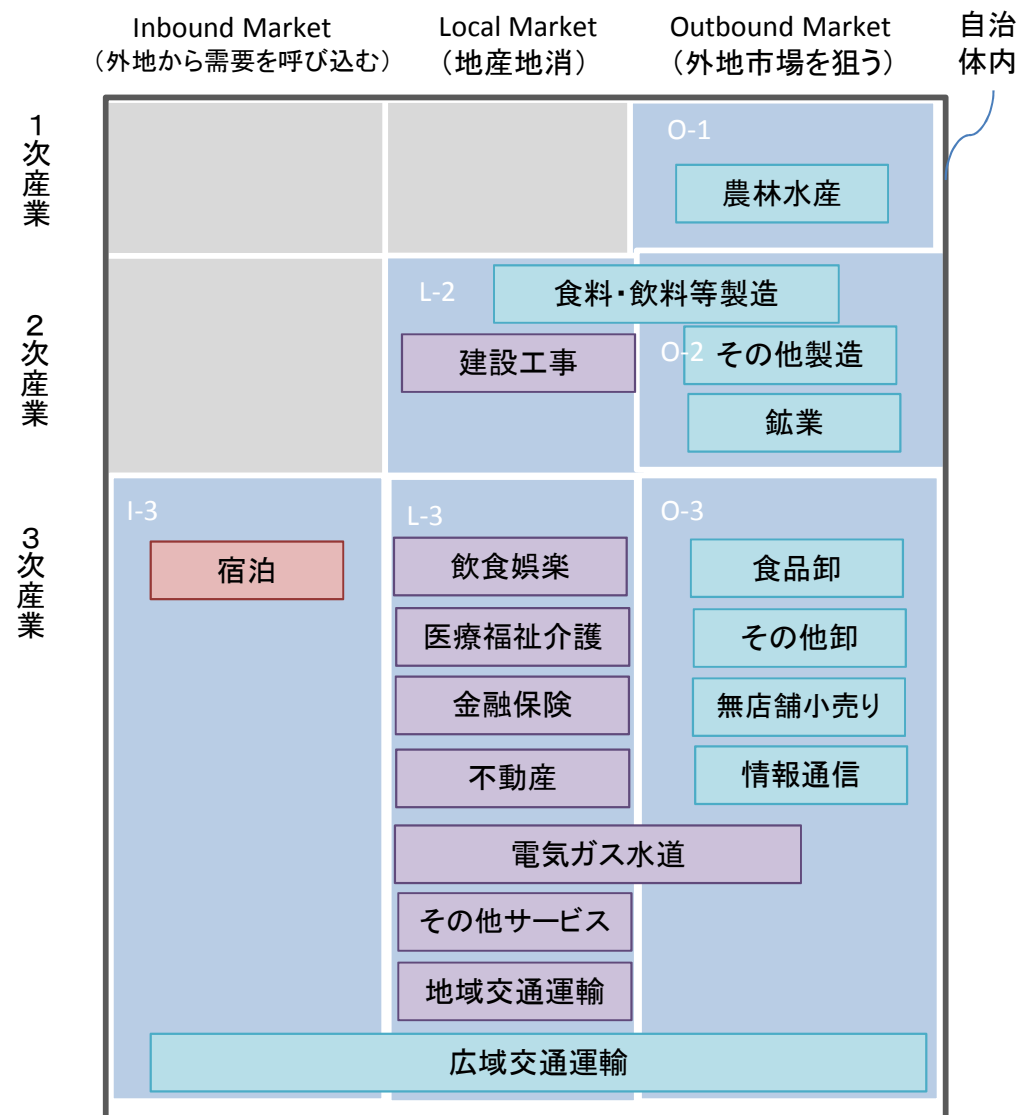 Inbound Market
(外地から需要を呼び込む)
Local Market
(地産地消)
Outbound Market
(外地市場を狙う)
自治
体内
1次産業
O-1
農林水産
2次産業
L-2
食料・飲料等製造
建設工事
O-2
その他製造
鉱業
3次産業
I-3
宿泊
L-3
飲食娯楽
医療福祉介護
金融保険
不動産
電気ガス水道
その他サービス
地域交通運輸
O-3
食品卸
その他卸
無店舗小売り
情報通信
広域交通運輸